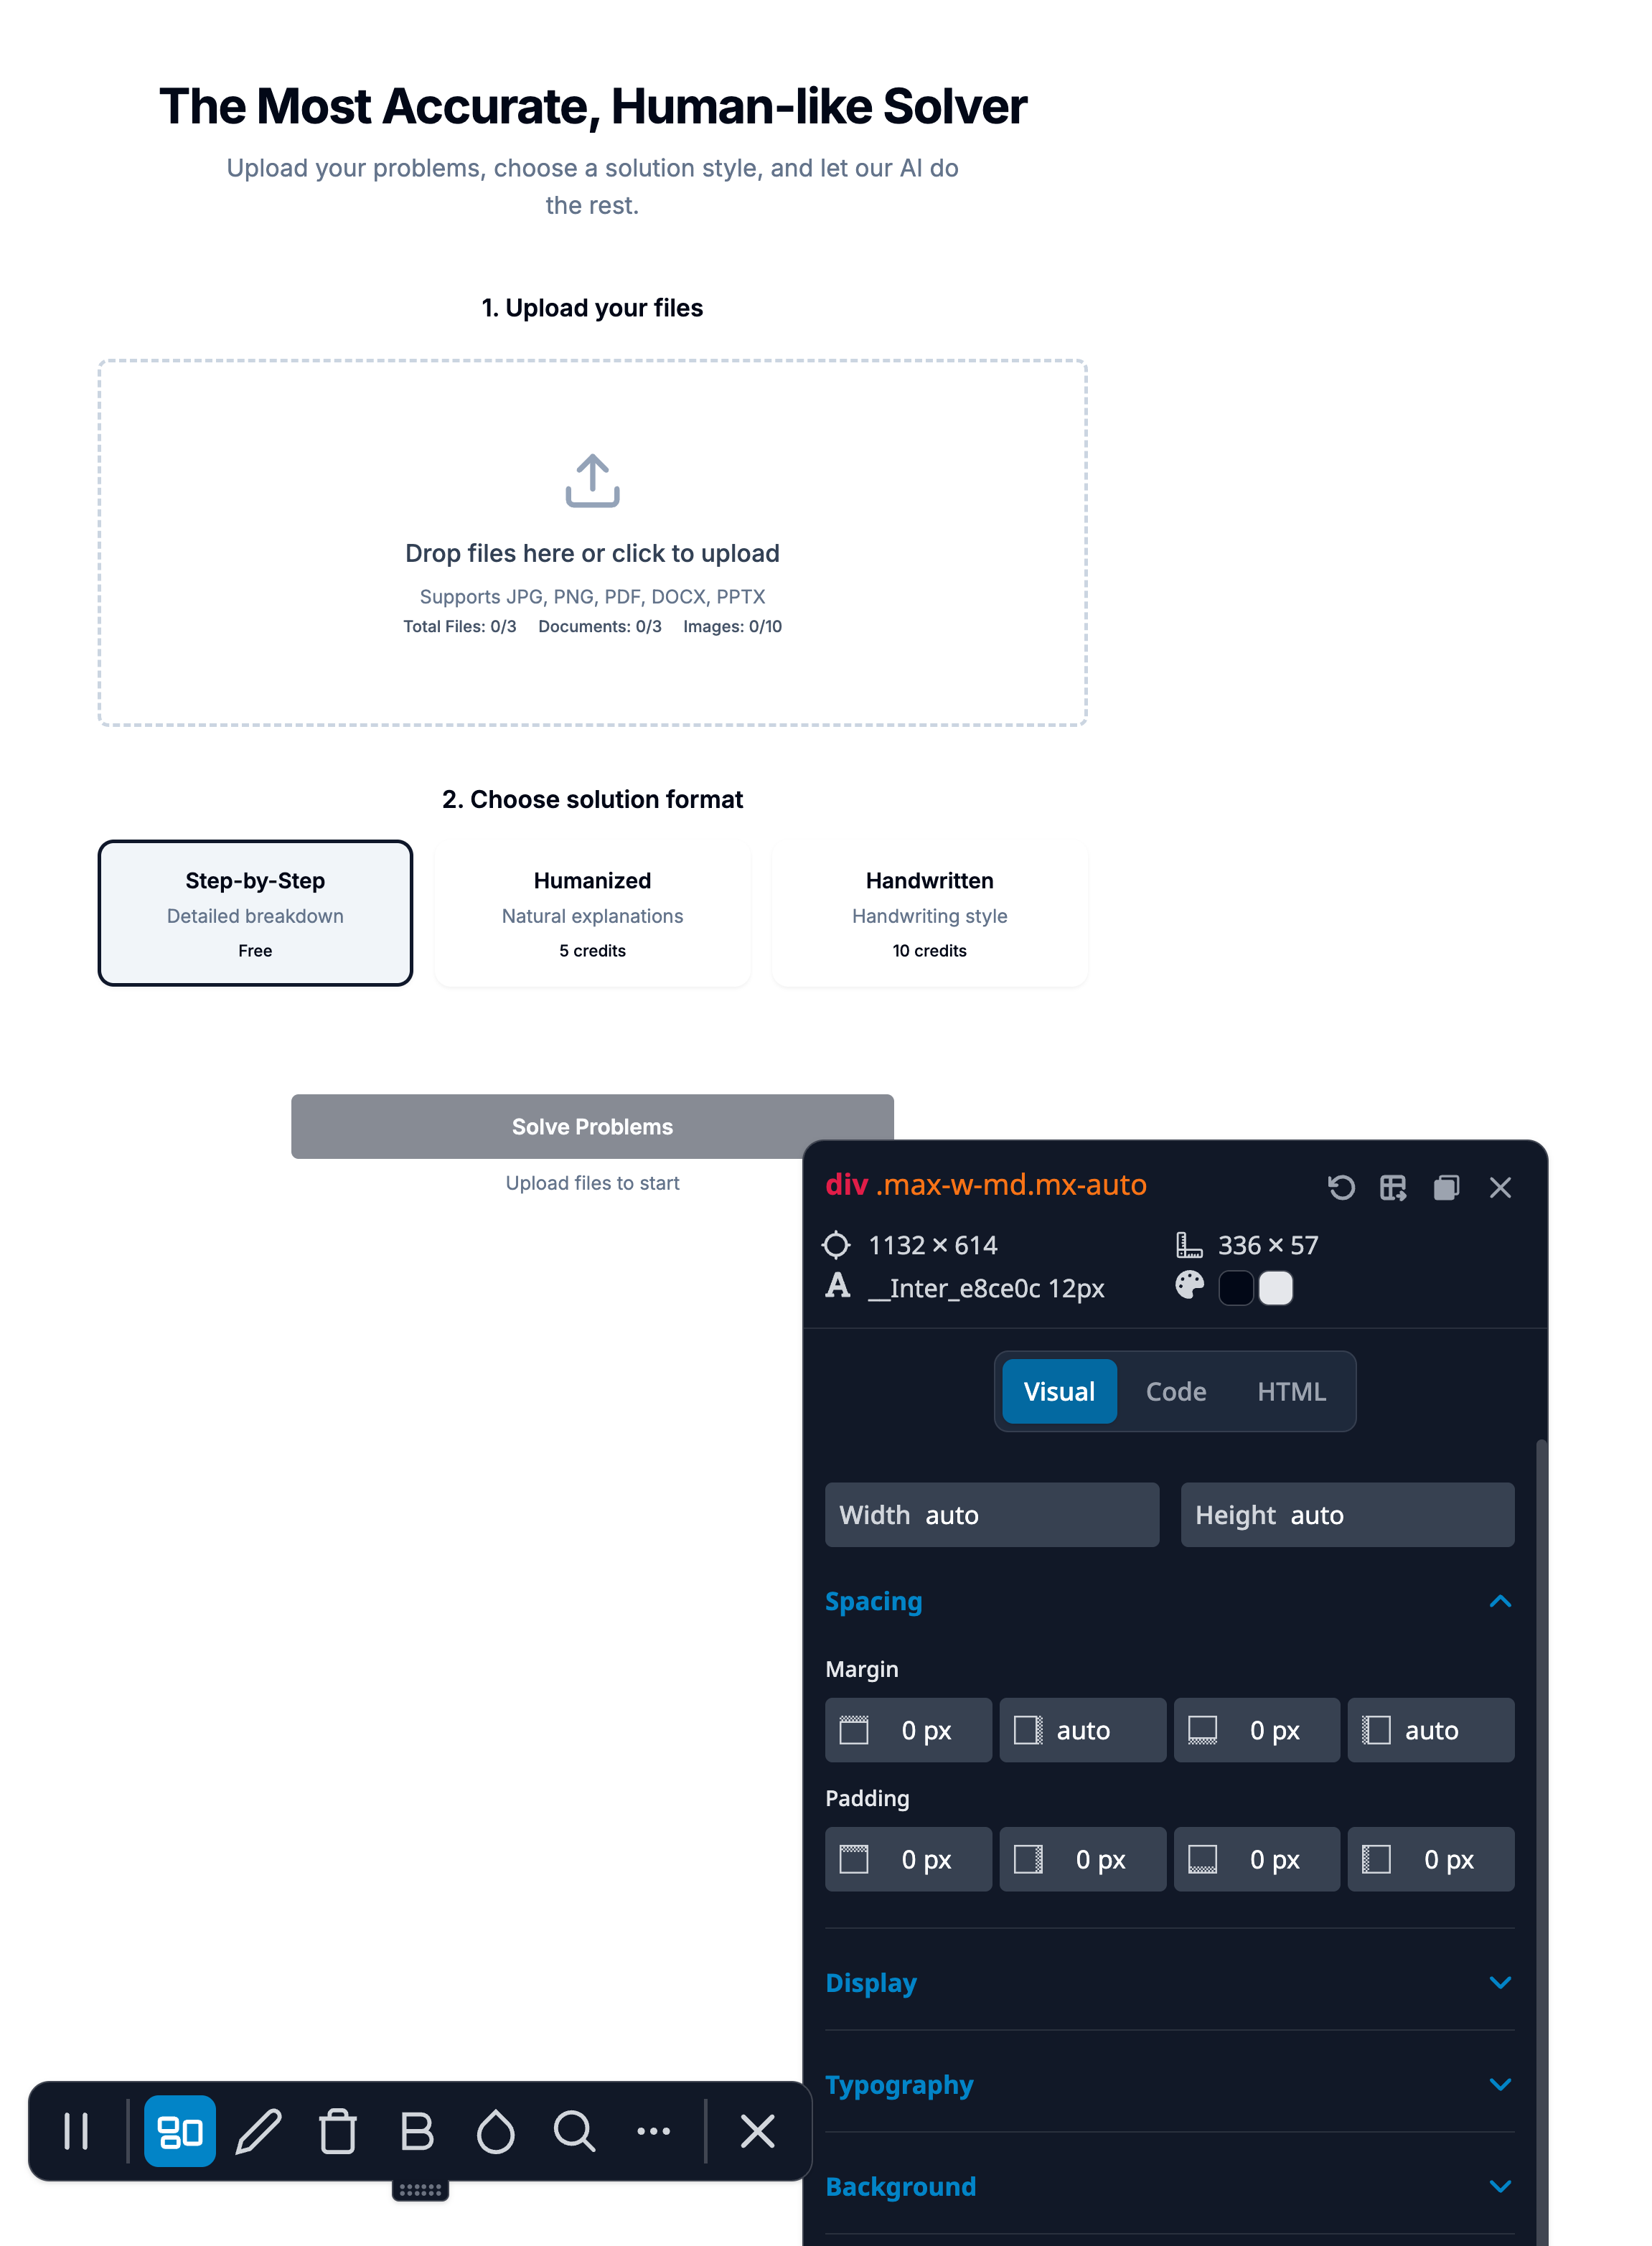 The Most Accurate, Human-like Solver
Upload your problems, choose a solution style, and let our AI do
the rest.
1. Upload your files
Drop files here or click to upload
Supports JPG, PNG, PDF, DOCX, PPTX
Total Files: 0/3 Documents: 0/3 Images: 0/10
2. Choose solution format
Step-by-Step
Detailed breakdown
Free
Humanized
Natural explanations
5 credits
Handwritten
Handwriting style
10 credits
Solve Problems
Upload files to start
div .max-w-md.mx-auto
1132 × 614
336 × 57
__Inter_e8ce0c 12px
Visual Code HTML
Width auto
Height auto
Spacing
Margin
0 px auto 0 px auto
Padding
0 px 0 px 0 px 0 px
Display
Typography
Background